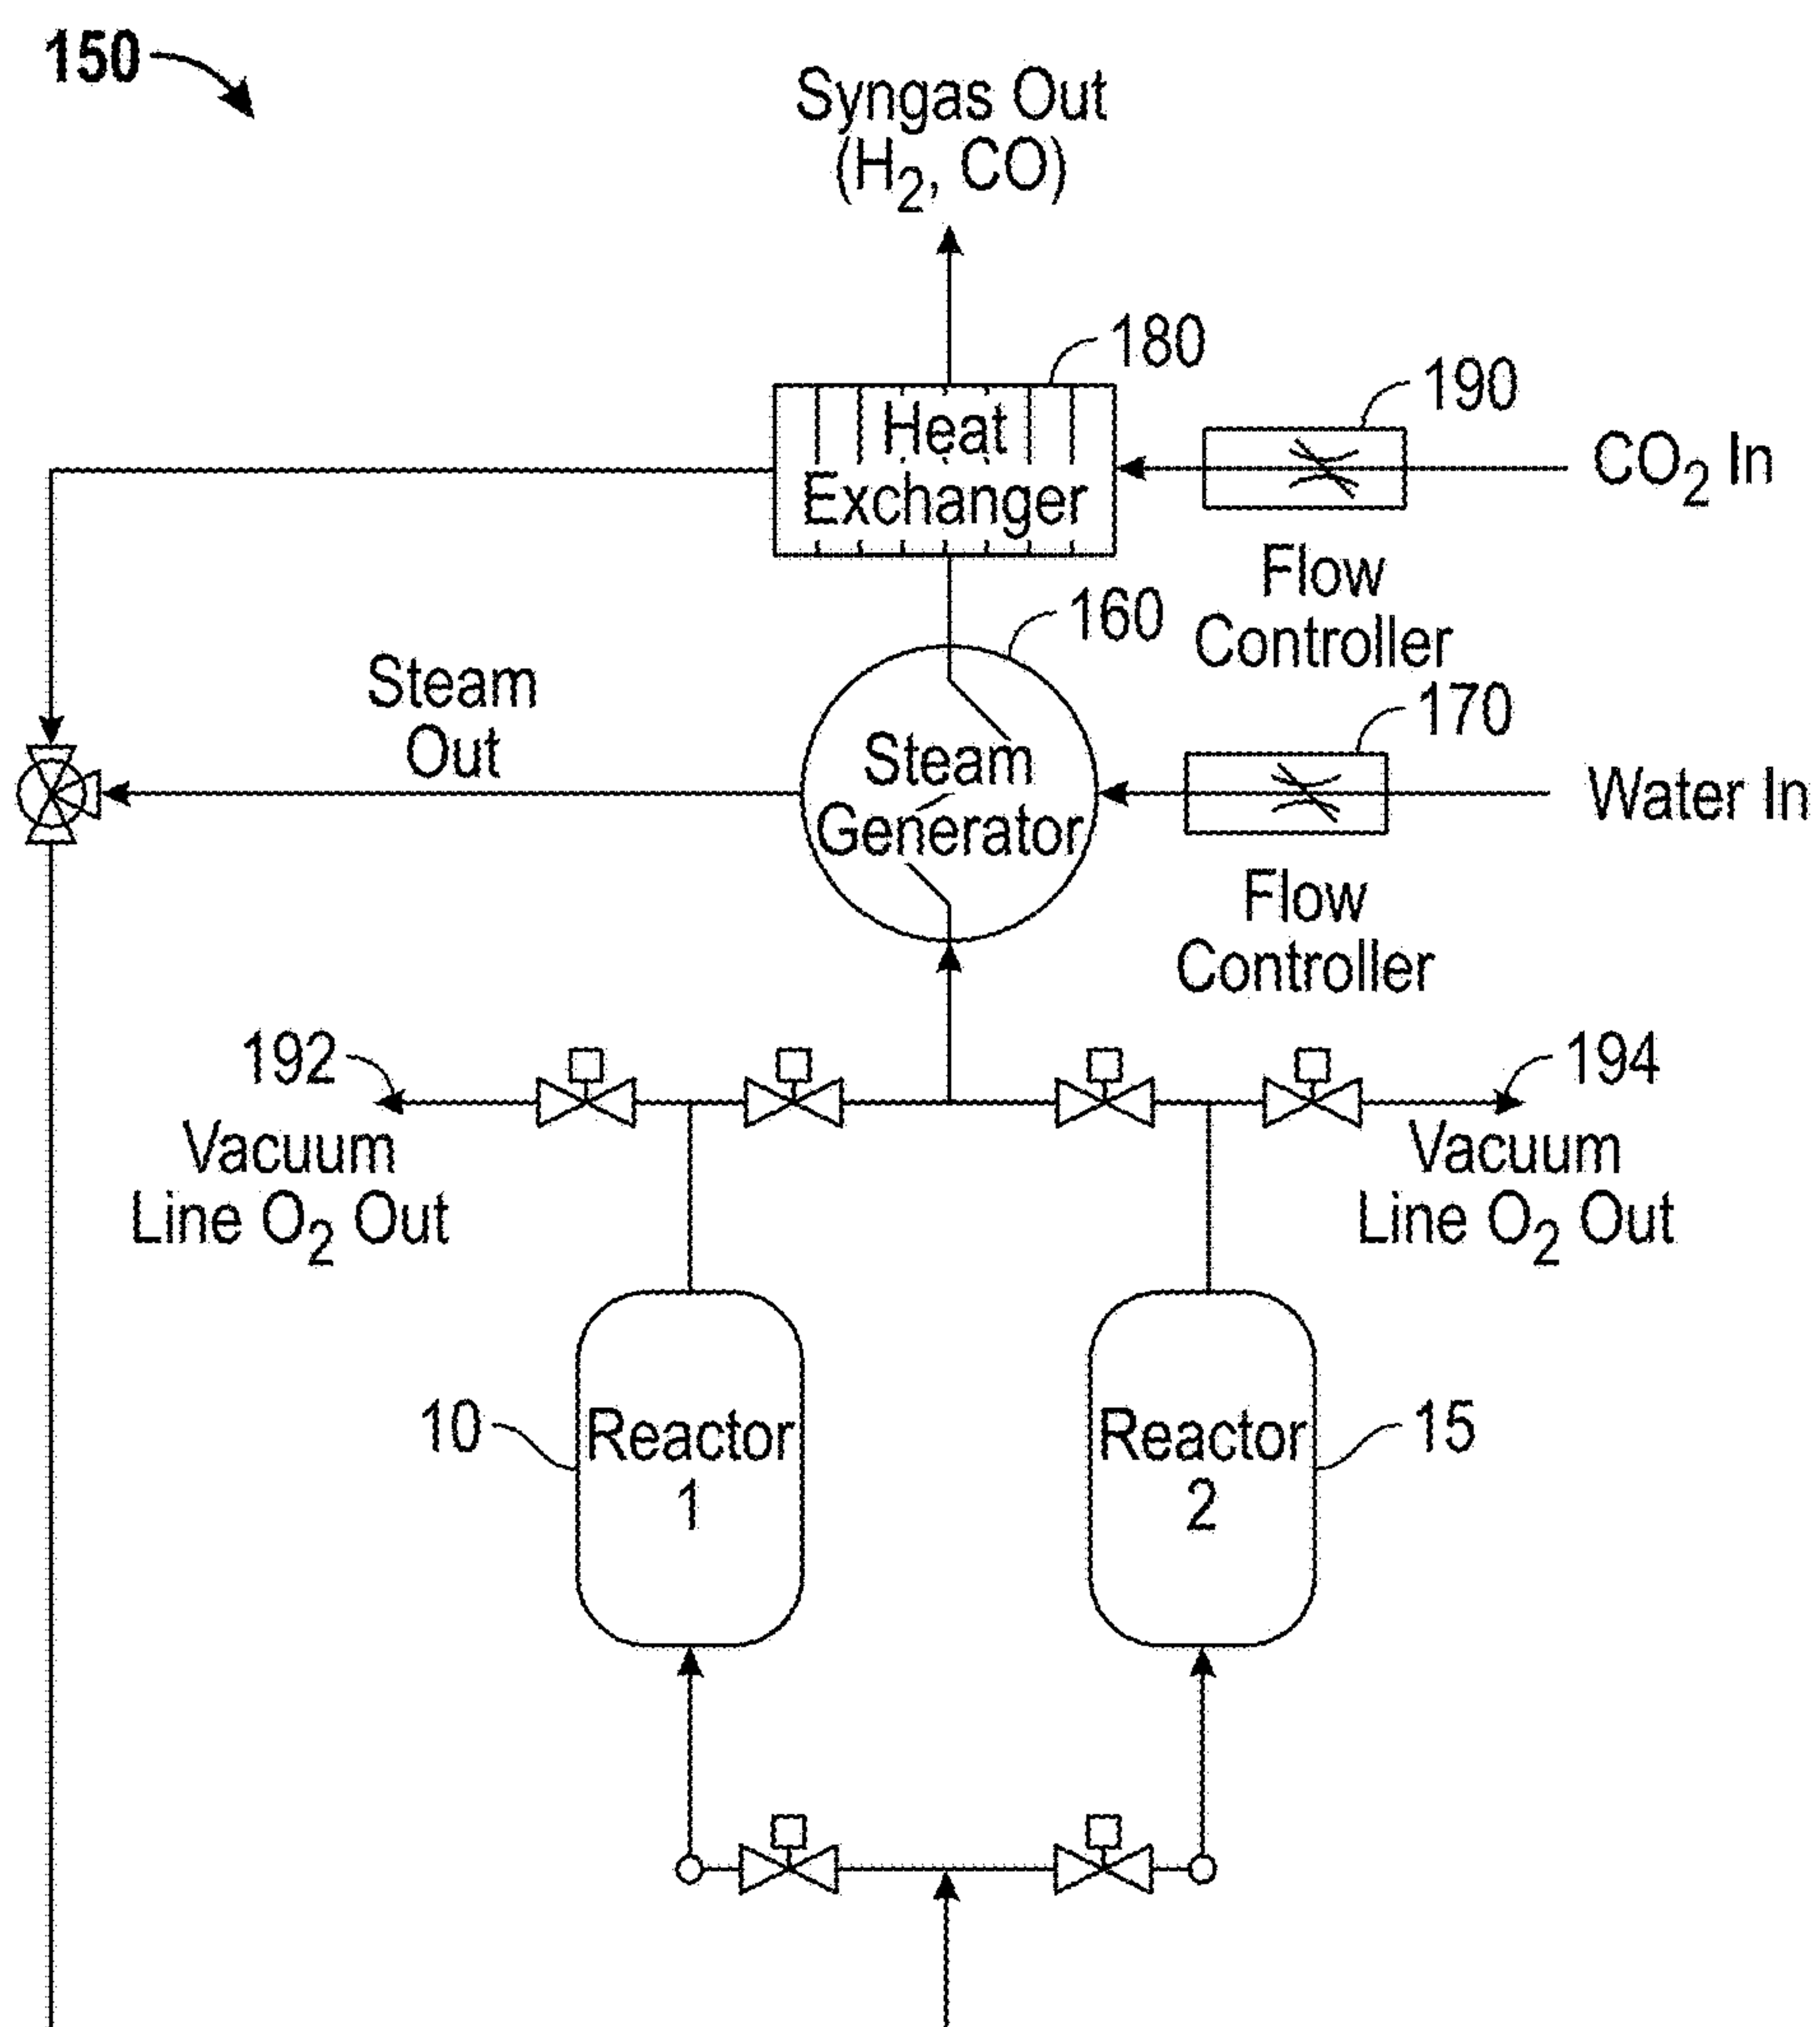 150
Syngas Out
(H2, CO)
180
190
Heat
Exchanger
CO2 In
Flow
Controller
160
Steam
Out
170
Steam
Generator
Water In
Flow
Controller
192
194
Vacuum
Line O2 Out
Vacuum
Line O2 Out
10
Reactor
1
Reactor
2
15